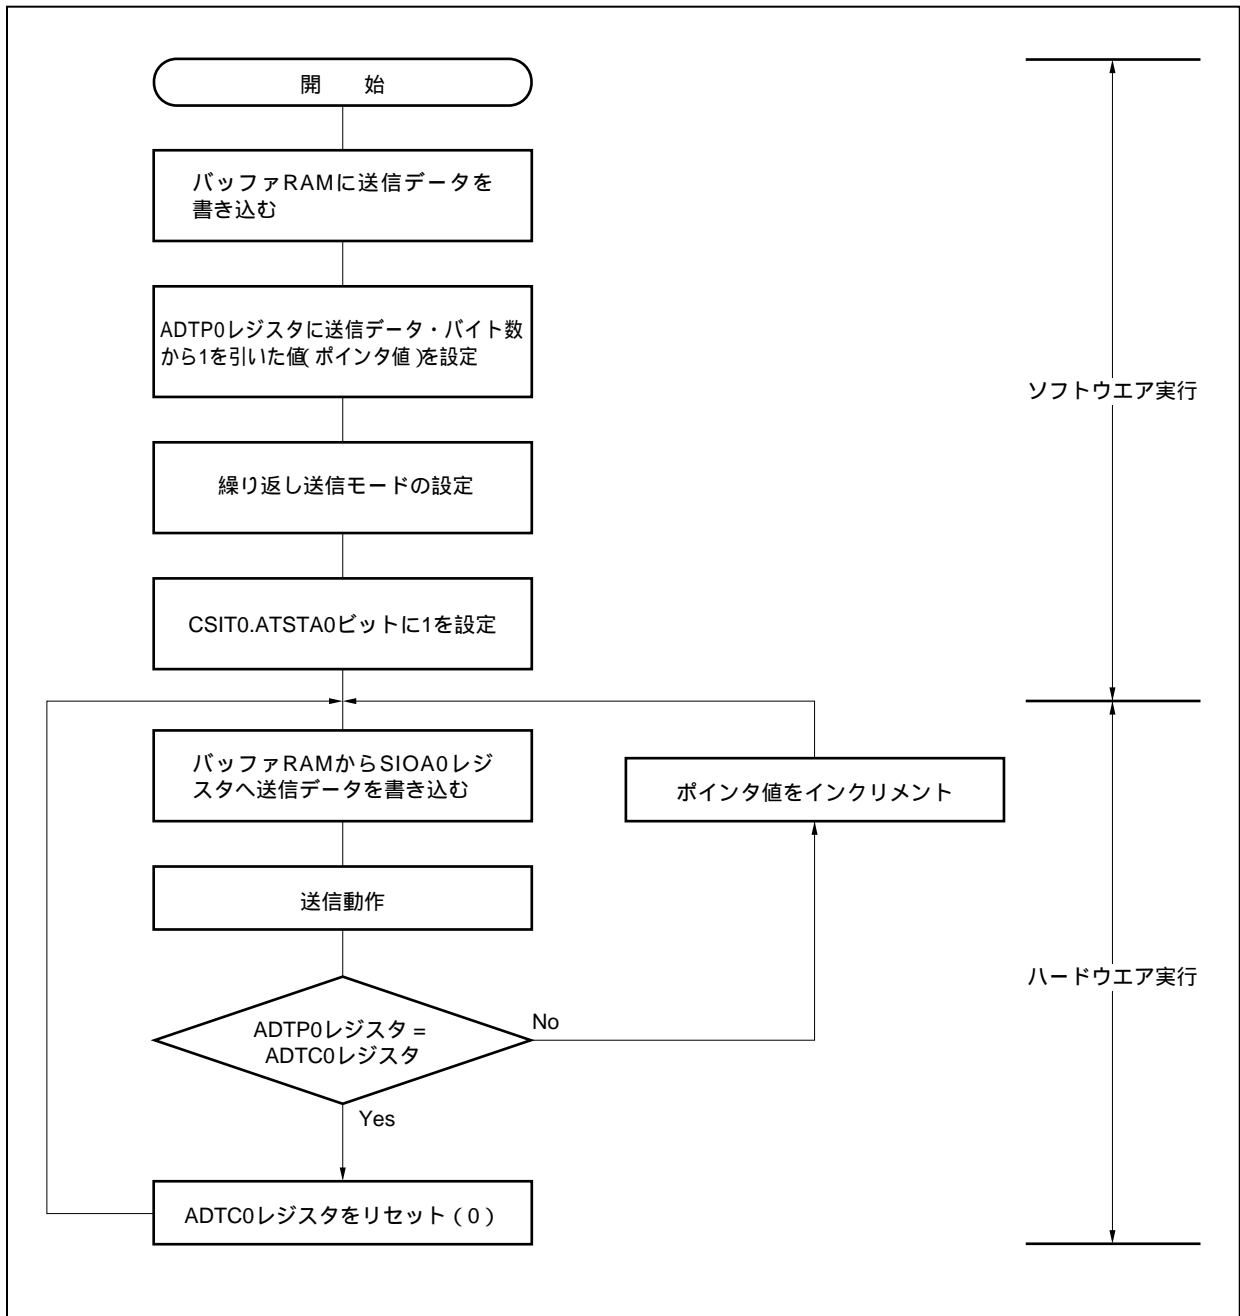 開　始
バッファRAMに送信データを
書き込む
ADTP0レジスタに送信データ・バイト数
から1を引いた値(ポインタ値)を設定
繰り返し送信モードの設定
CSIT0.ATSTA0ビットに1を設定
ソフトウエア実行
バッファRAMからSIOA0レジ
スタへ送信データを書き込む
ポインタ値をインクリメント
送信動作
ADTP0レジスタ =
ADTC0レジスタ
No
Yes
ハードウエア実行
ADTC0レジスタをリセット(0)